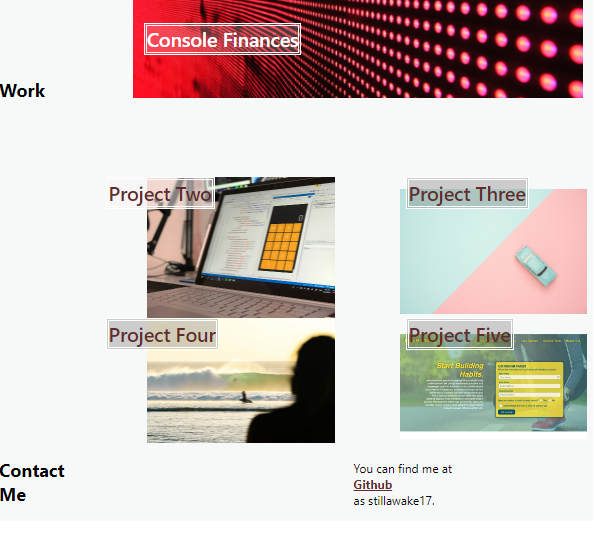 Console Finances
Work
Project Two
0
Project Three
Project Four
Project Five
Start Building
Habits.
Contact
Me
You can find me at
Github
as stillawake17.